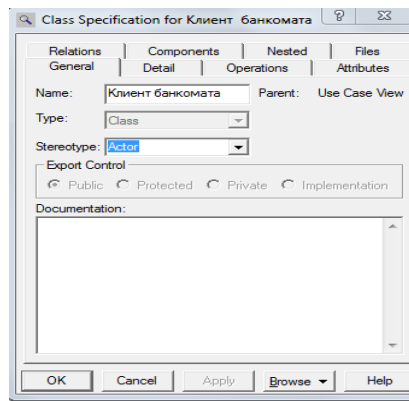 Class Specification for Клиент банкомата
Relations Components Nested Files
General Detail Operations Attributes
Name: Клиент банкомата Parent: Use Case View
Type: Class
Stereotype: Actor
Export Control
Public Protected Private Implementation
Documentation:
OK Cancel Apply Browse Help